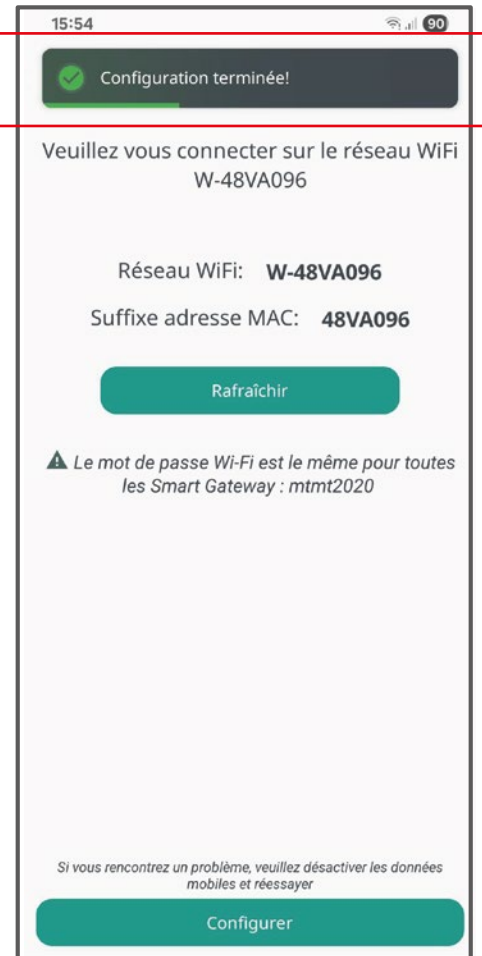 15:54
90
Configuration terminée!
Veuillez vous connecter sur le réseau WiFi
W-48VA096
Réseau WiFi: W-48VA096
Suffixe adresse MAC: 48VA096
Rafraîchir
Le mot de passe Wi-Fi est le même pour toutes
les Smart Gateway : mtmt2020
Si vous rencontrez un problème, veuillez désactiver les données
mobiles et réessayer
Configurer